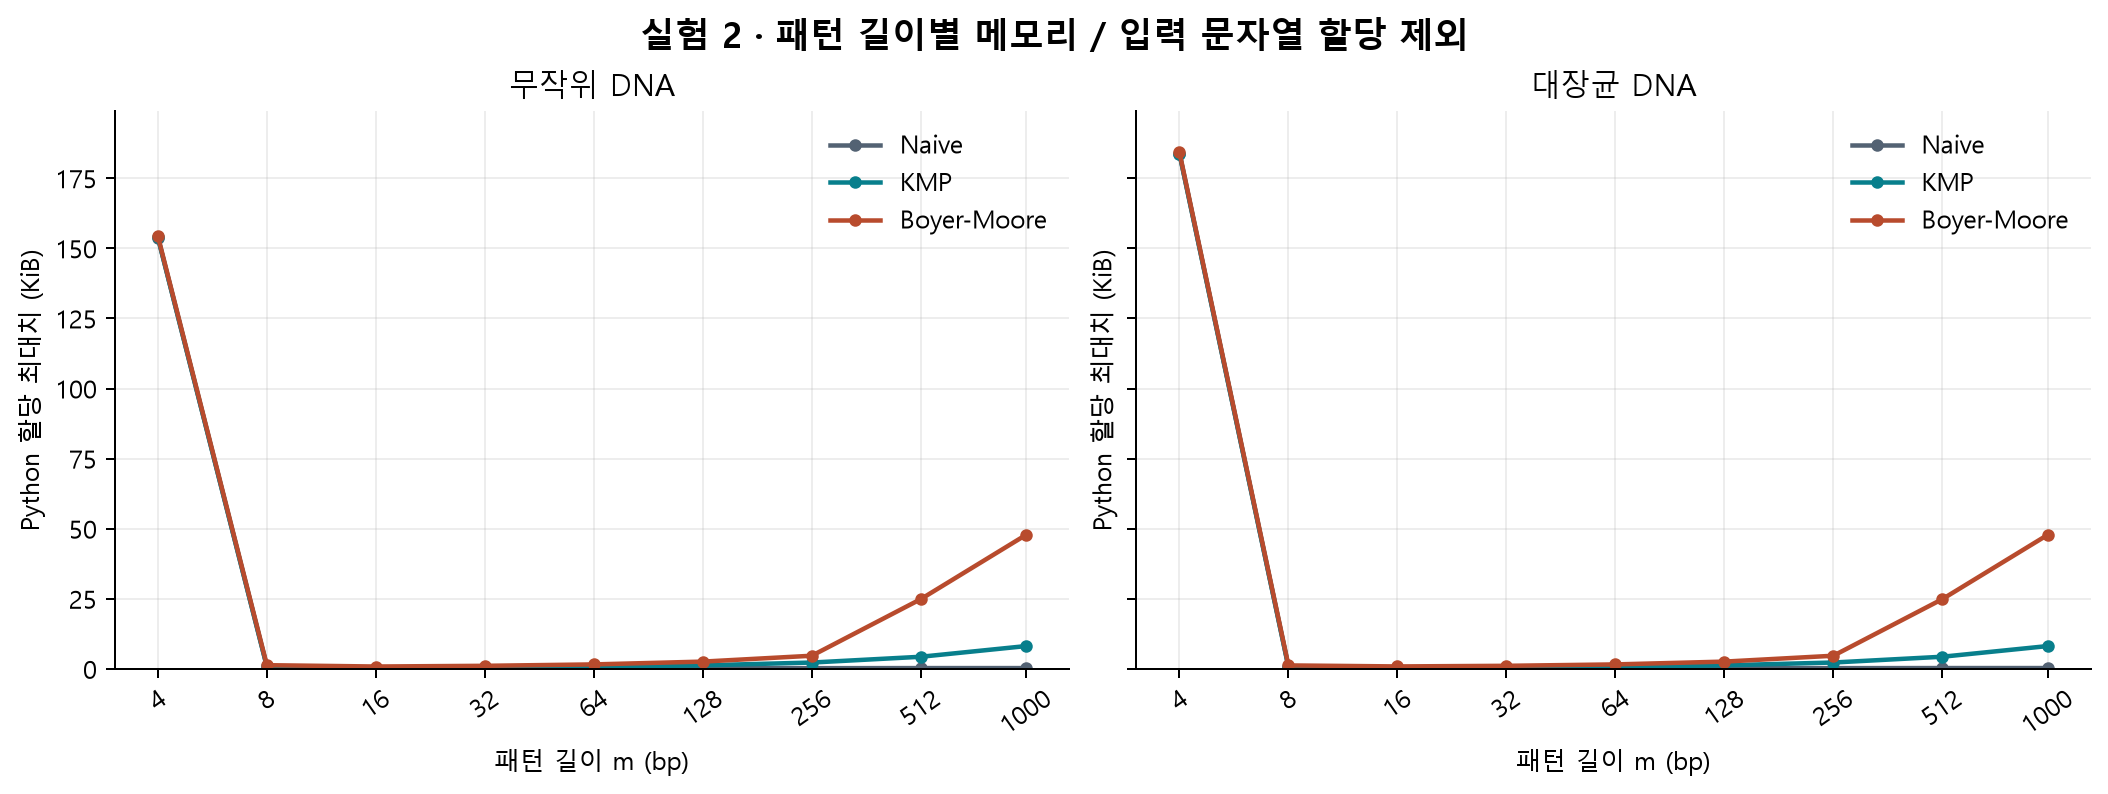 실험 2 · 패턴 길이별 메모리 / 입력 문자열 할당 제외
무작위 DNA
Python 할당 최대치 (KiB)
175
150
125
100
75
50
25
0
Naive
KMP
Boyer-Moore
4
8
16
32
64
128
256
512
1000
패턴 길이 m (bp)
대장균 DNA
Python 할당 최대치 (KiB)
Naive
KMP
Boyer-Moore
4
8
16
32
64
128
256
512
1000
패턴 길이 m (bp)